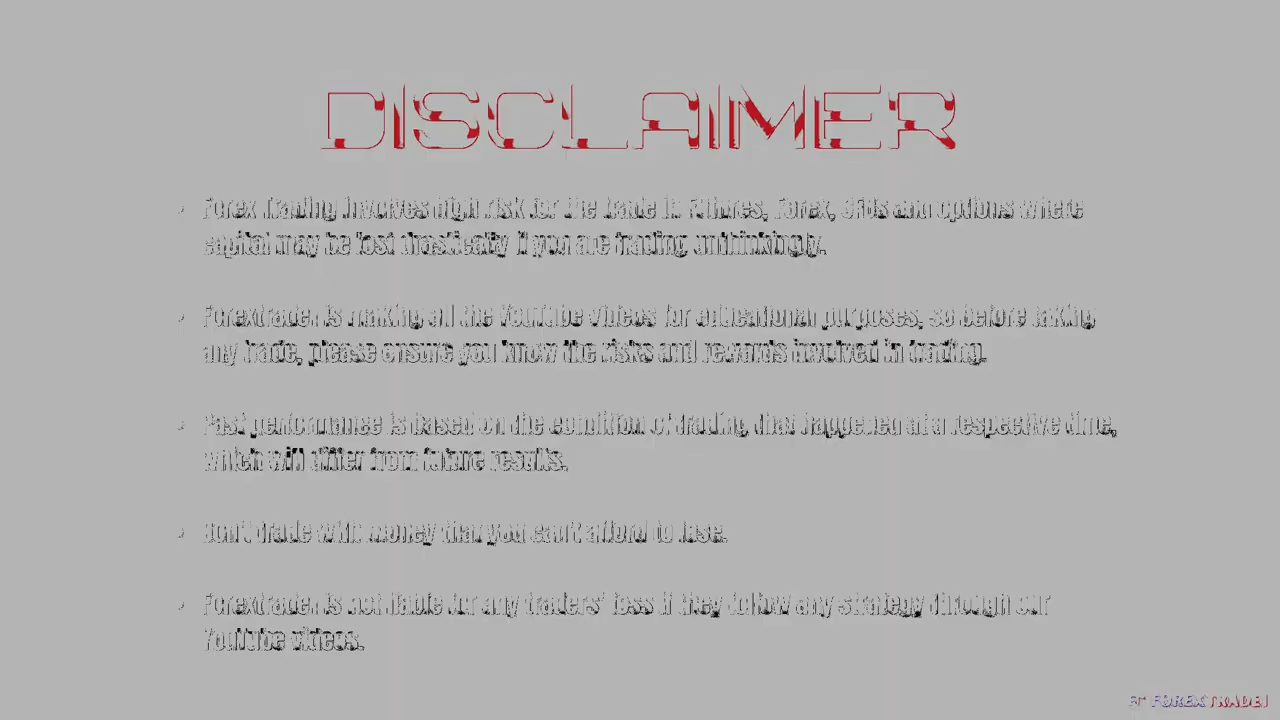 DISCLAIMER
• Forex Trading involves high risk for the trade in Futures, Forex, CFDs and options where
capital may be lost drastically if you are trading unthinkingly.
• Forextrade1 is making all the YouTube videos for educational purposes, so before taking
any trade, please ensure you know the risks and rewards involved in trading.
• Past performance is based on the condition of trading that happened at a respective time,
which will differ from future results.
• Don't trade with money that you can't afford to lose.
• Forextrade1 is not liable for any traders' loss if they follow any strategy through our
YouTube videos.
FT FOREXTRADE1